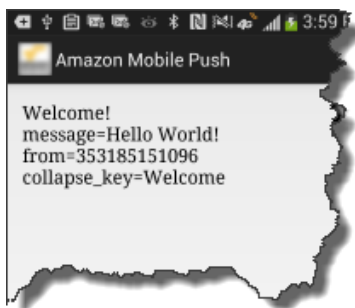 3:59
Amazon Mobile Push
Welcome!
message=Hello World!
from=353185151096
collapse_key=Welcome